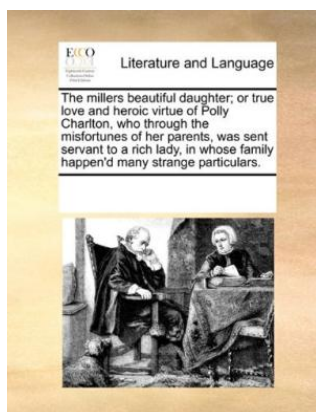 ECCO
Literature and Language
The millers beautiful daughter; or true
love and heroic virtue of Polly
Charlton, who through the
misfortunes of her parents, was sent
servant to a rich lady, in whose family
happen'd many strange particulars.